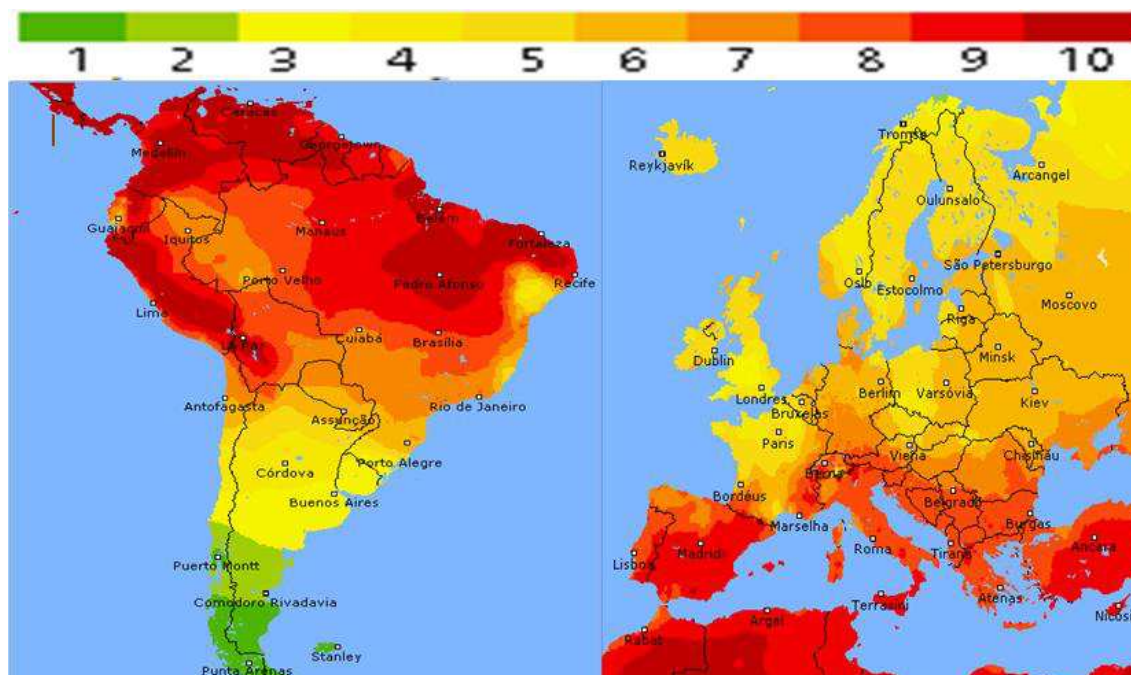 1 2 3 4 5 6 7 8 9 10
Caracas
Medellín
Georgetown
Guajaquil
Iquitos
Manaus
Belém
Fortaleza
Porto Velho
Pedro Afonso
Recife
Lima
La Paz
Cuiabá
Brasília
Antofagasta
Assunção
Rio de Janeiro
Córdova
Porto Alegre
Buenos Aires
Puerto Montt
Comodoro Rivadavia
Stanley
Punta Arenas
Tromsø
Reykjavík
Arcangel
Oulunsalo
São Petersburgo
Oslo
Estocolmo
Moscovo
Riga
Dublin
Minsk
Londres
Bruxelas
Berlim
Varsóvia
Kiev
Paris
Viena
Chisinau
Berna
Bordéus
Belgrado
Marselha
Burgas
Lisboa
Madrid
Roma
Tirana
Ancara
Terrasini
Atenas
Nicosi
Rabat
Argel